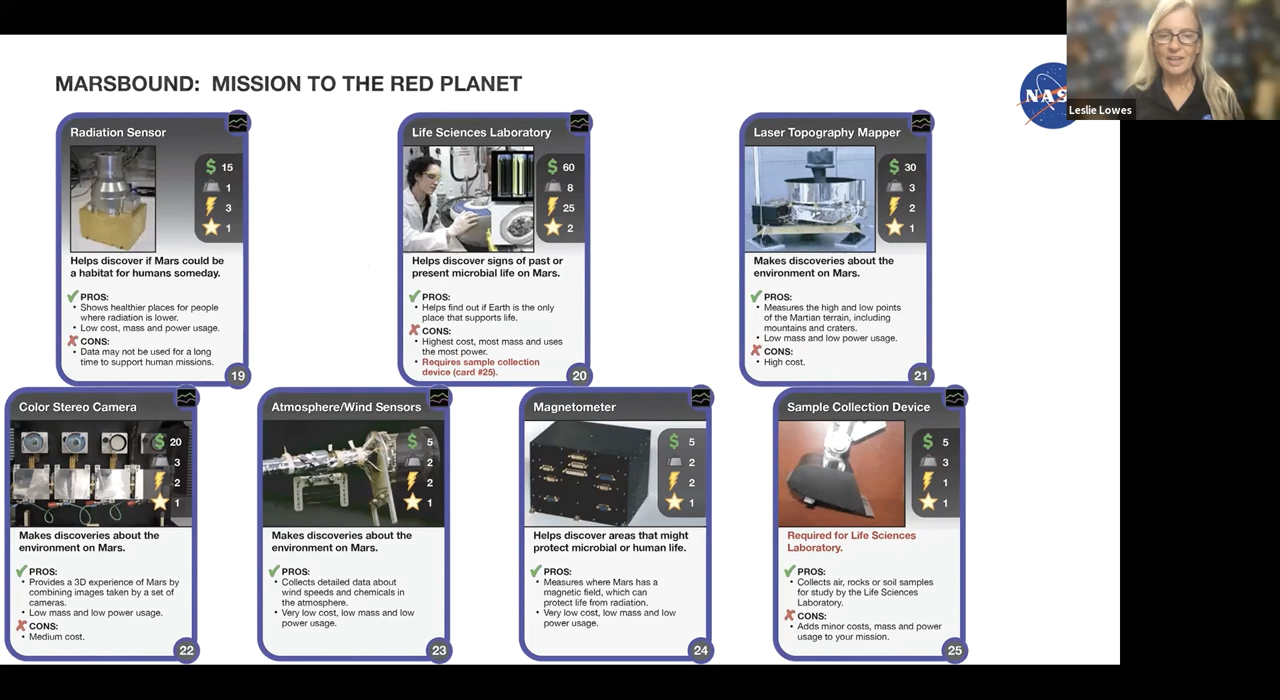 MARSBOUND: MISSION TO THE RED PLANET
NAS
Leslie Lowes
Radiation Sensor
$ 15
1
3
1
Helps discover if Mars could be
a habitat for humans someday.
PROS:
• Shows healthier places for people
where radiation is lower.
• Low cost, mass and power usage.
CONS:
• Data may not be used for a long
time to support human missions.
19
Life Sciences Laboratory
$ 60
8
25
2
Helps discover signs of past or
present microbial life on Mars.
PROS:
• Helps find out if Earth is the only
place that supports life.
CONS:
• Highest cost, most mass and uses
the most power.
• Requires sample collection
device (card #25).
20
Laser Topography Mapper
$ 30
3
2
1
Makes discoveries about the
environment on Mars.
PROS:
• Measures the high and low points
of the Martian terrain, including
mountains and craters.
• Low mass and low power usage.
CONS:
• High cost.
21
Color Stereo Camera
$ 20
3
2
1
Makes discoveries about the
environment on Mars.
PROS:
• Provides a 3D experience of Mars by
combining images taken by a set of
cameras.
• Low mass and low power usage.
CONS:
• Medium cost.
22
Atmosphere/Wind Sensors
$ 5
2
2
1
Makes discoveries about the
environment on Mars.
PROS:
• Collects detailed data about
wind speeds and chemicals in
the atmosphere.
• Very low cost, low mass and low
power usage.
23
Magnetometer
$ 5
2
2
1
Helps discover areas that might
protect microbial or human life.
PROS:
• Measures where Mars has a
magnetic field, which can
protect life from radiation.
• Very low cost, low mass and low
power usage.
24
Sample Collection Device
$ 5
3
1
1
Required for Life Sciences
Laboratory.
PROS:
• Collects air, rocks or soil samples
for study by the Life Sciences
Laboratory.
CONS:
• Adds minor costs, mass and power
usage to your mission.
25